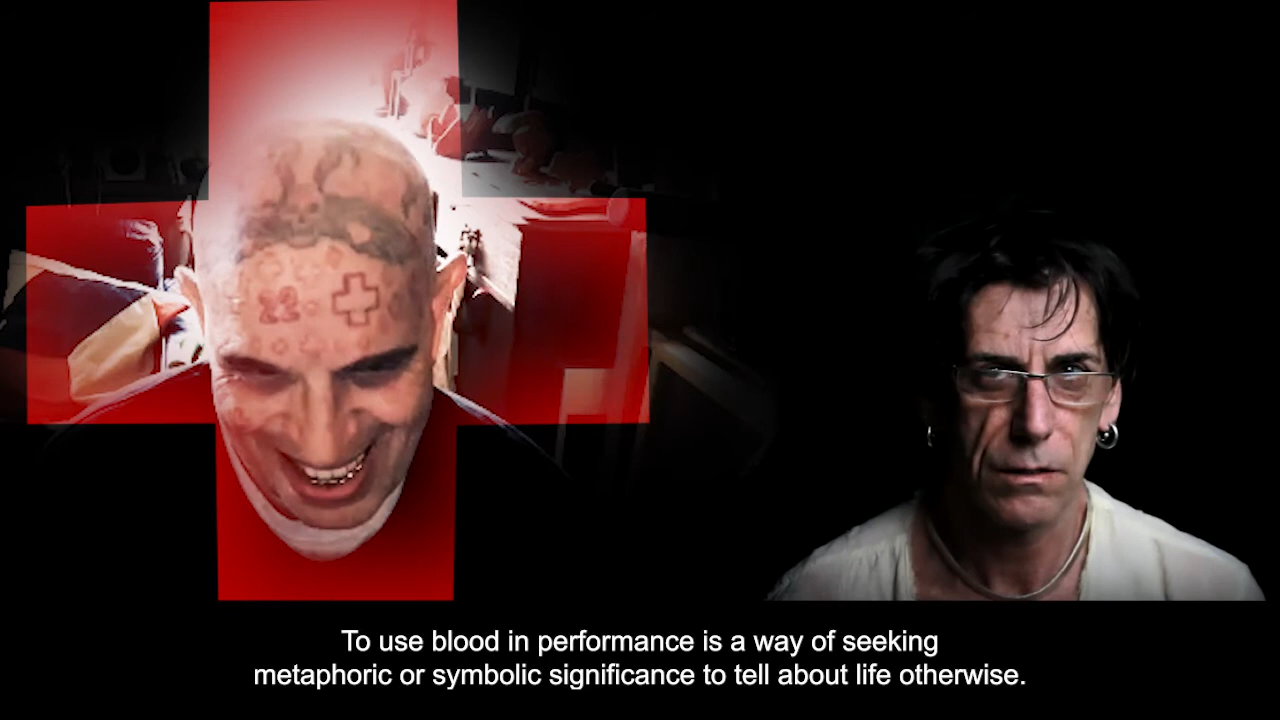 To use blood in performance is a way of seeking
metaphoric or symbolic significance to tell about life otherwise.